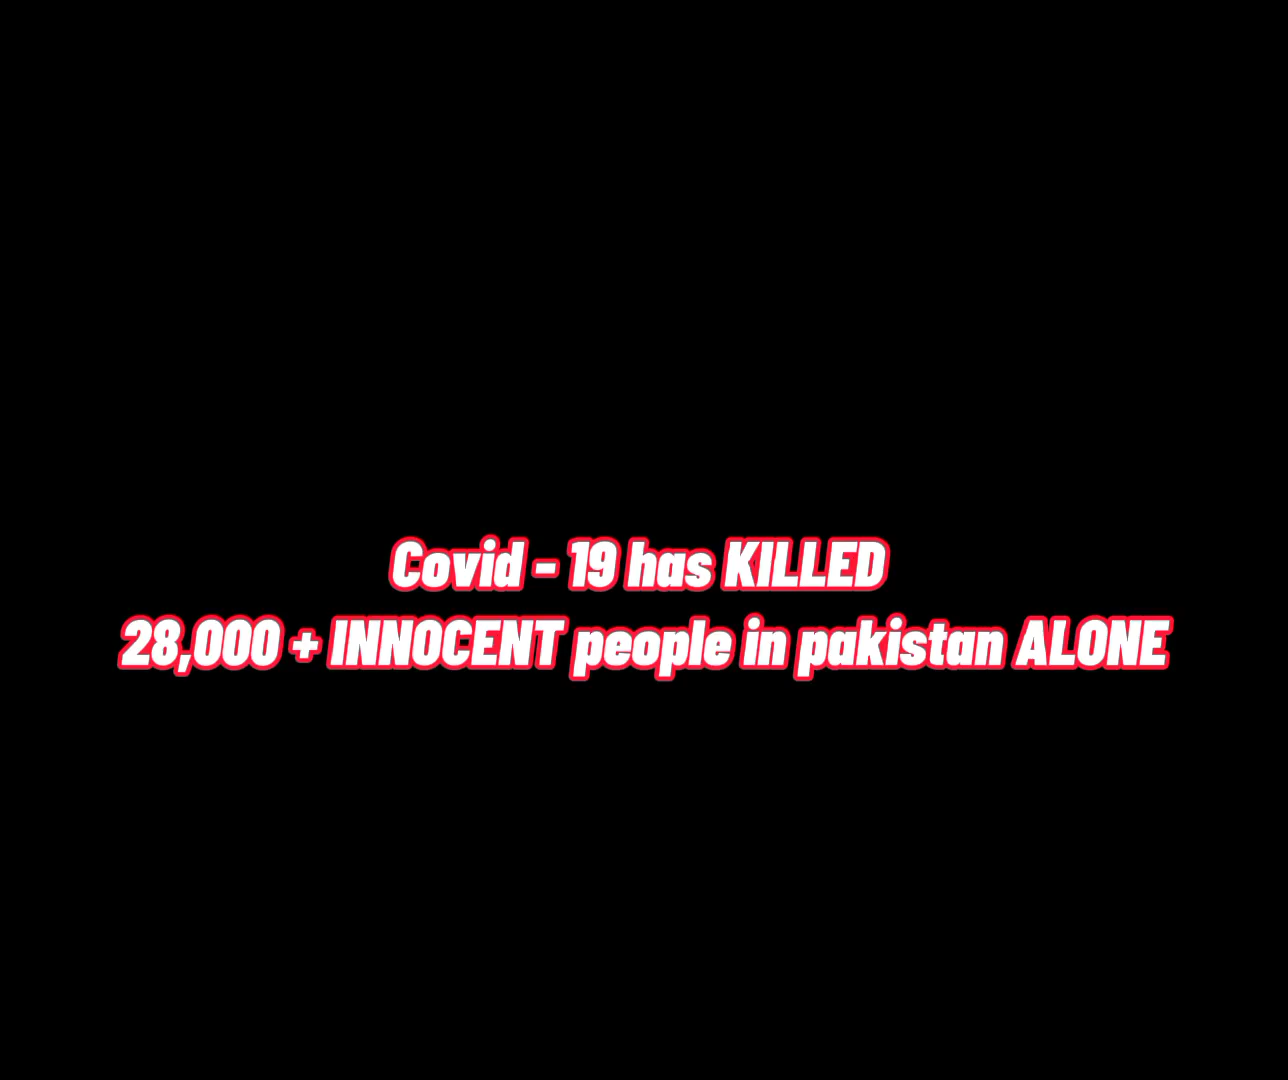 Covid - 19 has KILLED
28,000 + INNOCENT people in pakistan ALONE